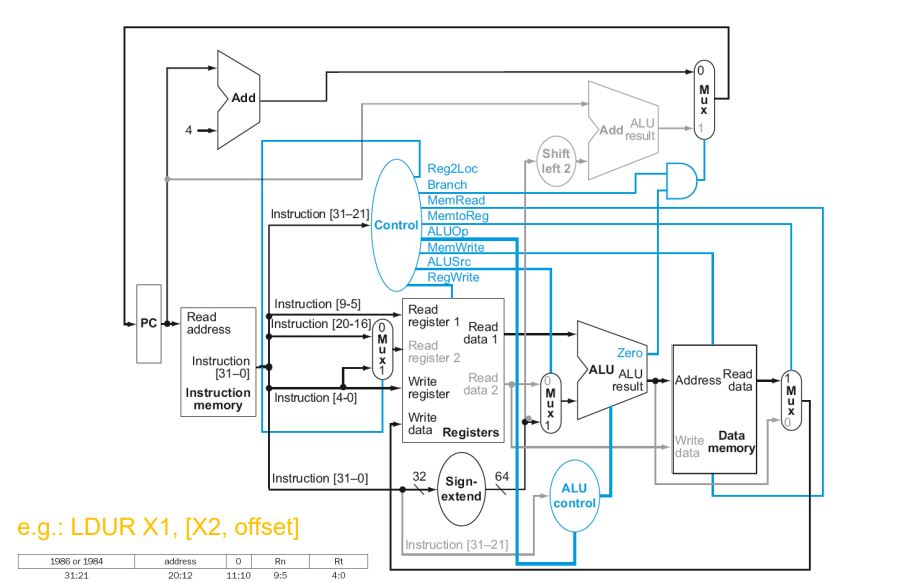 0
M
u
x
1
Add
4
Add
ALU
result
Shift
left 2
Reg2Loc
Branch
MemRead
MemtoReg
ALUOp
MemWrite
ALUSrc
RegWrite
Control
Instruction [31–21]
PC
Read
address
Instruction
[31–0]
Instruction
memory
Instruction [9-5]
Instruction [20-16]
Instruction [4-0]
0
M
u
x
1
Read
register 1
Read
register 2
Write
register
Write
data
Read
data 1
Read
data 2
Registers
0
M
u
x
1
Zero
ALU
ALU
result
Address
Read
data
Write
data
Data
memory
1
M
u
x
0
Instruction [31–0]
32
Sign-
extend
64
ALU
control
Instruction [31–21]
e.g.: LDUR X1, [X2, offset]
1986 or 1984 address 0 Rn Rt
31:21 20:12 11:10 9:5 4:0